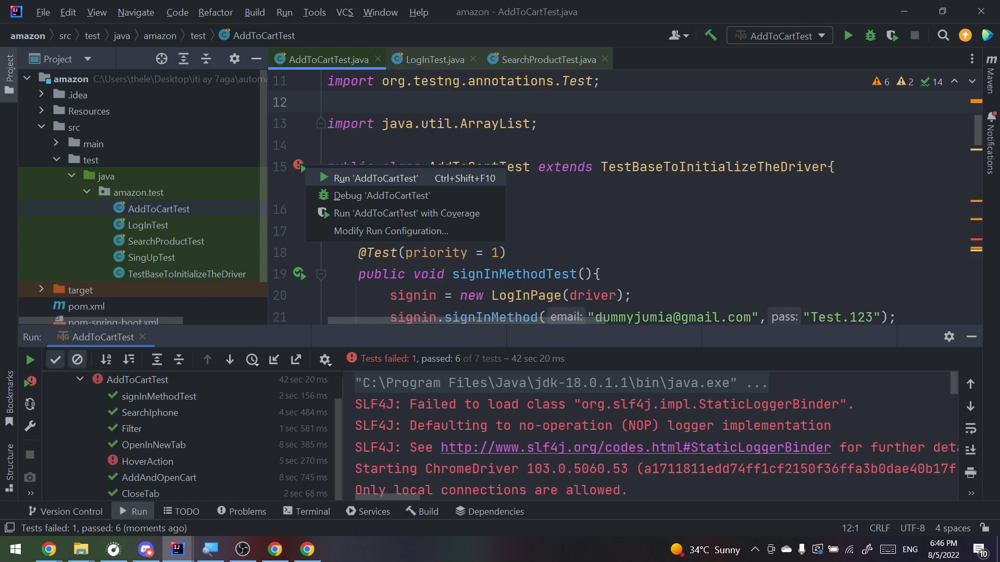 File Edit View Navigate Code Refactor Build Run Tools VCS Window Help amazon - AddToCartTest.java
amazon src test java amazon test AddToCartTest
AddToCartTest
Project
AddToCartTest.java LogInTest.java SearchProductTest.java
Project
Maven
Notifications
Bookmarks
Structure
amazon C:\Users\thele\Desktop\iti ay 7aga\autom
.idea
Resources
src
main
test
java
amazon.test
AddToCartTest
LogInTest
SearchProductTest
SingUpTest
TestBaseToInitializeTheDriver
target
pom.xml
pom-spring-boot.xml
6 2 14
11 import org.testng.annotations.Test;
12
13 import java.util.ArrayList;
14
15 public class AddToCartTest extends TestBaseToInitializeTheDriver{
Run 'AddToCartTest' Ctrl+Shift+F10
Debug 'AddToCartTest'
Run 'AddToCartTest' with Coverage
Modify Run Configuration...
16
17
18 @Test(priority = 1)
19 public void signInMethodTest(){
20 signin = new LogInPage(driver);
21 signin.signInMethod( email: "dummyjumia@gmail.com", pass: "Test.123");
Run: AddToCartTest
Tests failed: 1, passed: 6 of 7 tests – 42 sec 20 ms
AddToCartTest 42 sec 20 ms
signInMethodTest 2 sec 156 ms
SearchIphone 4 sec 484 ms
Filter 1 sec 581 ms
OpenInNewTab 8 sec 385 ms
HoverAction 5 sec 270 ms
AddAndOpenCart 8 sec 745 ms
CloseTab 2 sec 68 ms
"C:\Program Files\Java\jdk-18.0.1.1\bin\java.exe" ...
SLF4J: Failed to load class "org.slf4j.impl.StaticLoggerBinder".
SLF4J: Defaulting to no-operation (NOP) logger implementation
SLF4J: See http://www.slf4j.org/codes.html#StaticLoggerBinder for further deta
Starting ChromeDriver 103.0.5060.53 (a1711811edd74ff1cf2150f36ffa3b0dae40b17f
Only local connections are allowed.
Version Control Run TODO Problems Terminal Services Build Dependencies
Tests failed: 1, passed: 6 (moments ago) 12:1 CRLF UTF-8 4 spaces
34°C Sunny ENG 6:46 PM
8/5/2022
10